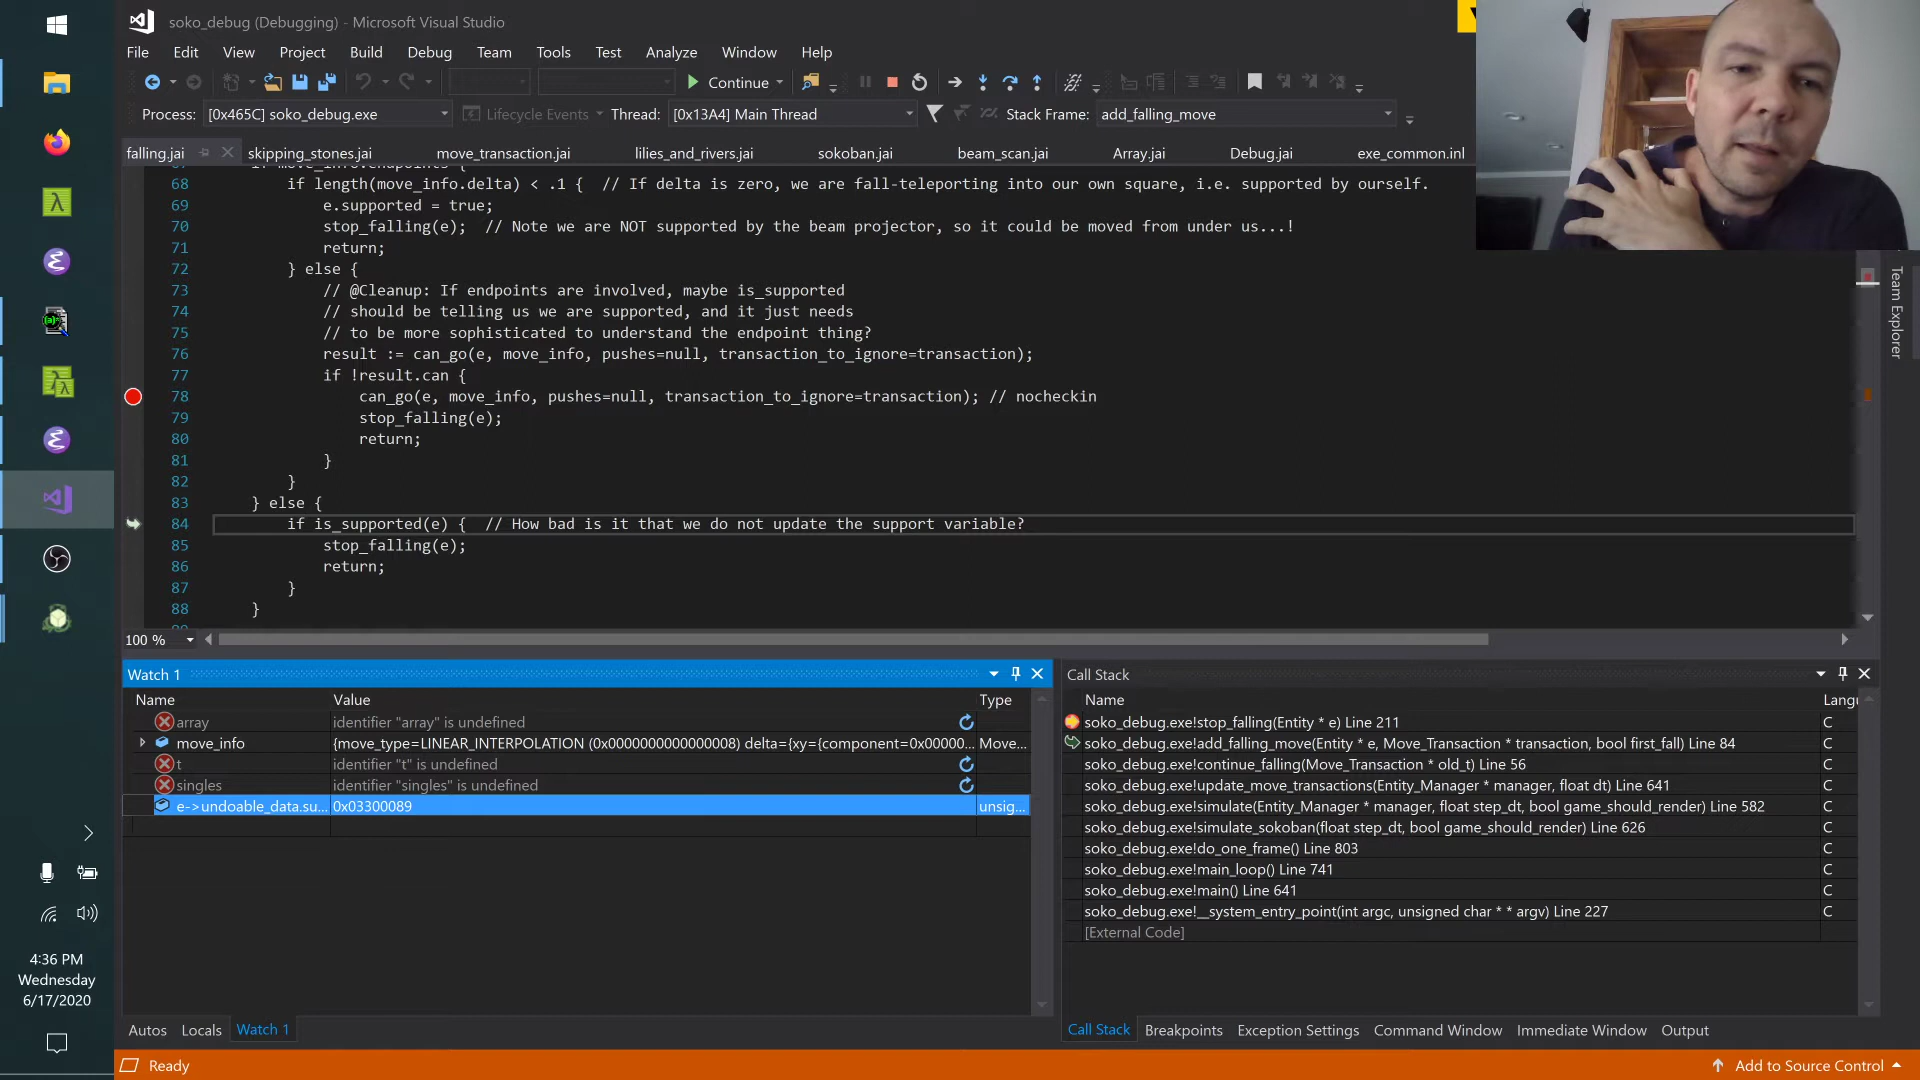 soko_debug (Debugging) - Microsoft Visual Studio
File Edit View Project Build Debug Team Tools Test Analyze Window Help
Continue
Process: [0x465C] soko_debug.exe Lifecycle Events Thread: [0x13A4] Main Thread Stack Frame: add_falling_move
falling.jai skipping_stones.jai move_transaction.jai lilies_and_rivers.jai sokoban.jai beam_scan.jai Array.jai Debug.jai exe_common.inl
68 if length(move_info.delta) < .1 { // If delta is zero, we are fall-teleporting into our own square, i.e. supported by ourself.
69 e.supported = true;
70 stop_falling(e); // Note we are NOT supported by the beam projector, so it could be moved from under us...!
71 return;
72 } else {
73 // @Cleanup: If endpoints are involved, maybe is_supported
74 // should be telling us we are supported, and it just needs
75 // to be more sophisticated to understand the endpoint thing?
76 result := can_go(e, move_info, pushes=null, transaction_to_ignore=transaction);
77 if !result.can {
78 can_go(e, move_info, pushes=null, transaction_to_ignore=transaction); // nocheckin
79 stop_falling(e);
80 return;
81 }
82 }
83 } else {
84 if is_supported(e) { // How bad is it that we do not update the support variable?
85 stop_falling(e);
86 return;
87 }
88 }
100 %
Team Explorer
Watch 1
Name Value Type
array identifier "array" is undefined
move_info {move_type=LINEAR_INTERPOLATION (0x0000000000000008) delta={xy={component=0x00000... Move...
t identifier "t" is undefined
singles identifier "singles" is undefined
e->undoable_data.su... 0x03300089 unsig...
Autos Locals Watch 1
Call Stack
Name Langu
soko_debug.exe!stop_falling(Entity * e) Line 211 C
soko_debug.exe!add_falling_move(Entity * e, Move_Transaction * transaction, bool first_fall) Line 84 C
soko_debug.exe!continue_falling(Move_Transaction * old_t) Line 56 C
soko_debug.exe!update_move_transactions(Entity_Manager * manager, float dt) Line 641 C
soko_debug.exe!simulate(Entity_Manager * manager, float step_dt, bool game_should_render) Line 582 C
soko_debug.exe!simulate_sokoban(float step_dt, bool game_should_render) Line 626 C
soko_debug.exe!do_one_frame() Line 803 C
soko_debug.exe!main_loop() Line 741 C
soko_debug.exe!main() Line 641 C
soko_debug.exe!__system_entry_point(int argc, unsigned char * * argv) Line 227 C
[External Code]
Call Stack Breakpoints Exception Settings Command Window Immediate Window Output
4:36 PM
Wednesday
6/17/2020
Ready
Add to Source Control